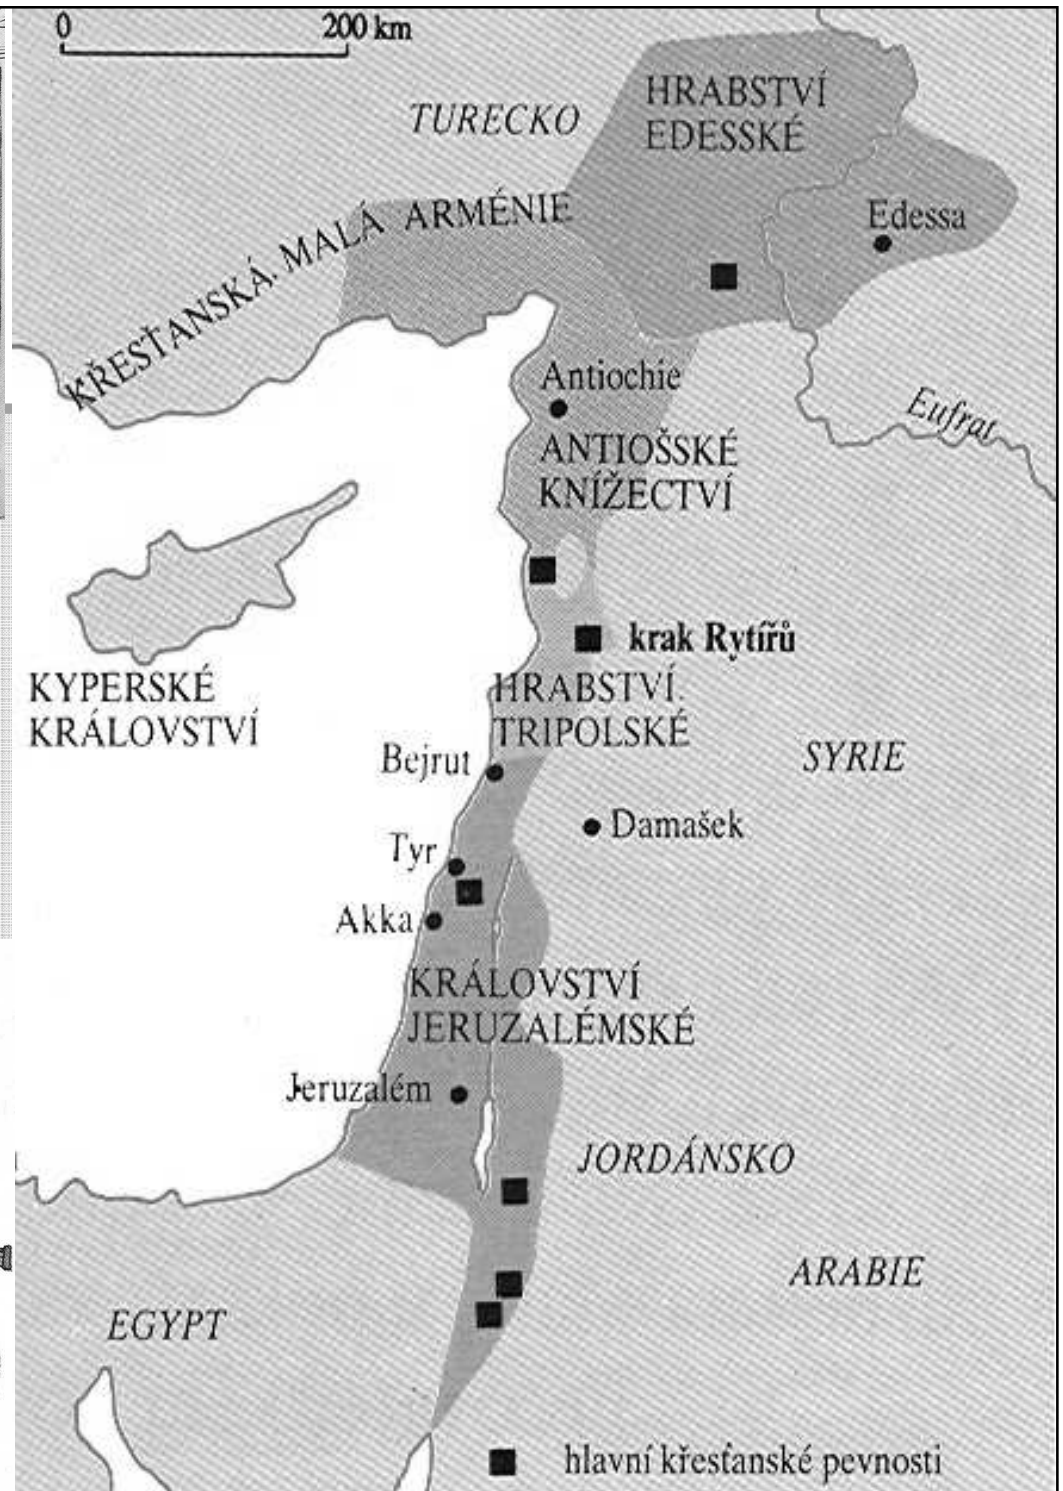 0 200 km
TURECKO
HRABSTVÍ
EDESSKÉ
KŘESŤANSKÁ MALÁ ARMÉNIE
Edessa
Antiochie
Eufrat
ANTIOŠSKÉ
KNÍŽECTVÍ
krak Rytířů
KYPERSKÉ
KRÁLOVSTVÍ
HRABSTVÍ
TRIPOLSKÉ
Bejrut
SYRIE
Damašek
Tyr
Akka
KRÁLOVSTVÍ
JERUZALÉMSKÉ
Jeruzalém
JORDÁNSKO
ARABIE
EGYPT
hlavní křesťanské pevnosti